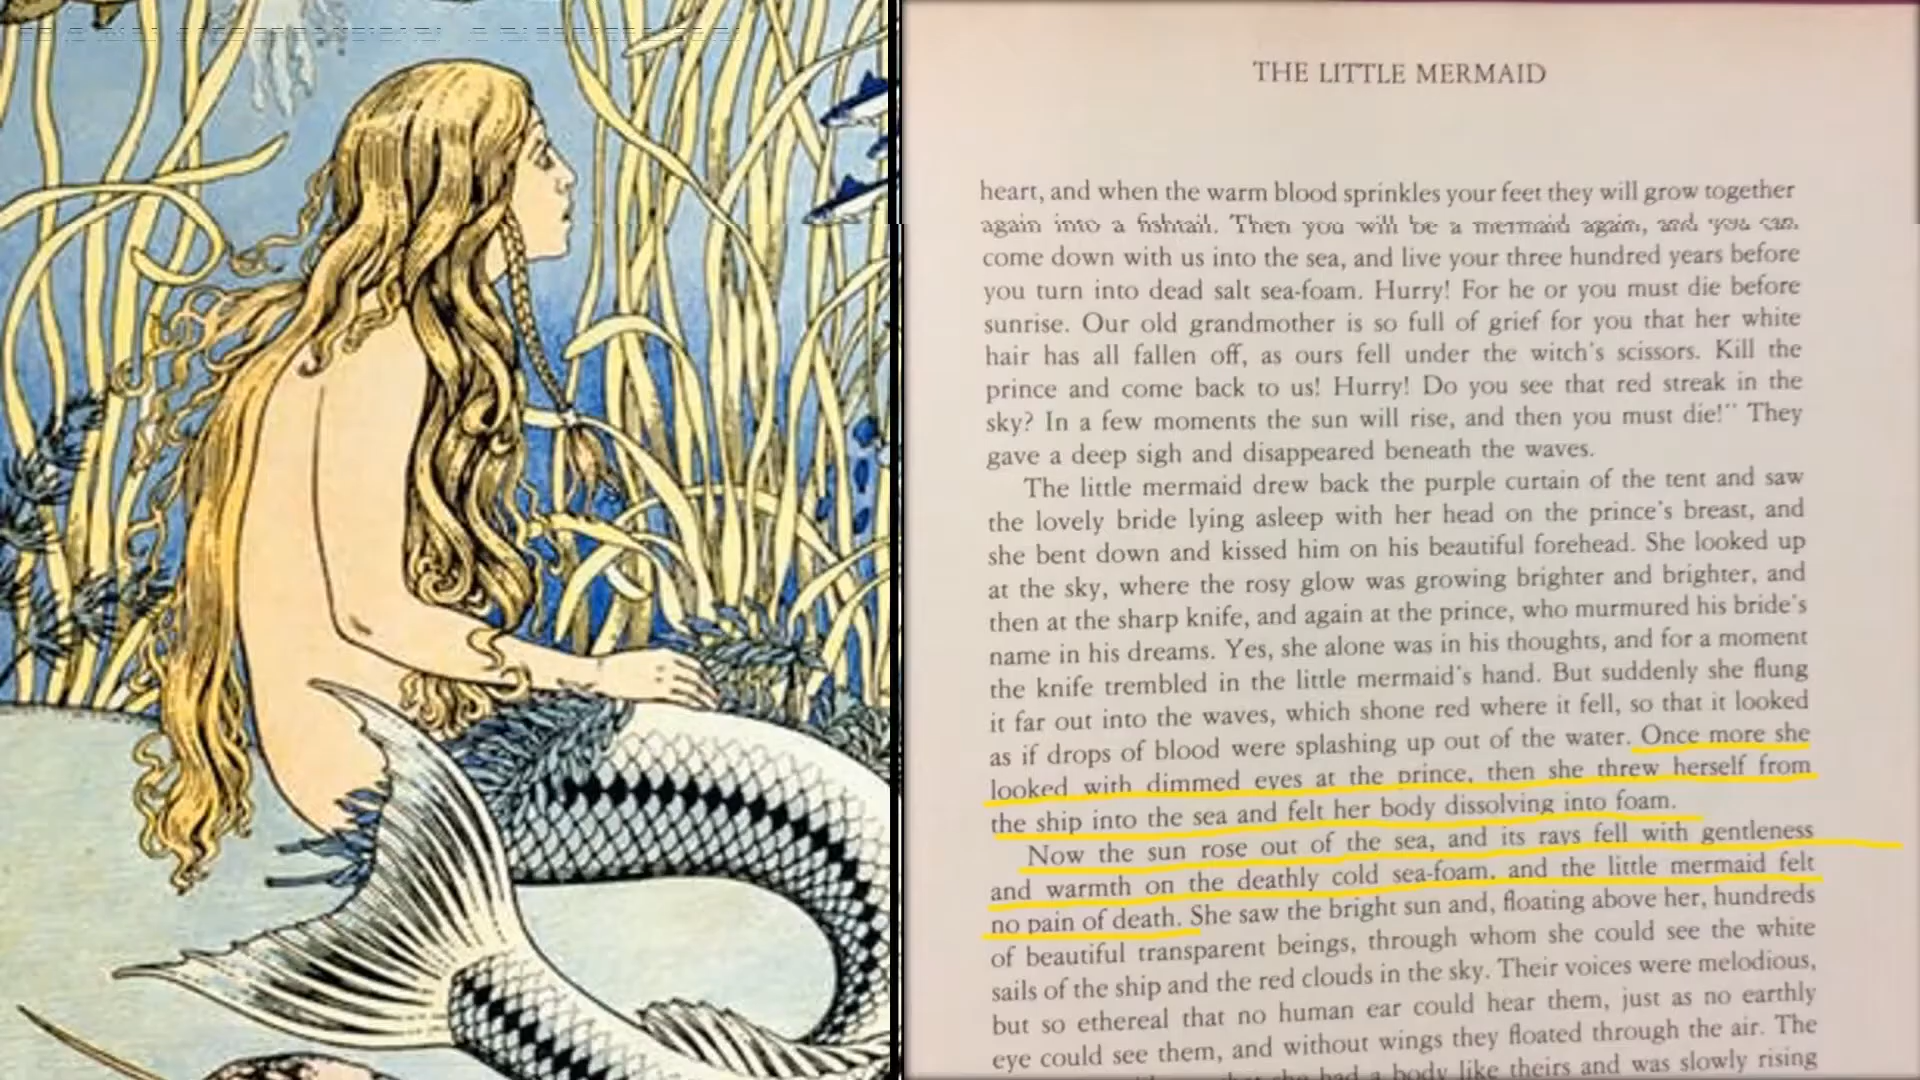 THE LITTLE MERMAID
heart, and when the warm blood sprinkles your feet they will grow together
again into a fishtail. Then you will be a mermaid again, and you can
come down with us into the sea, and live your three hundred years before
you turn into dead salt sea-foam. Hurry! For he or you must die before
sunrise. Our old grandmother is so full of grief for you that her white
hair has all fallen off, as ours fell under the witch's scissors. Kill the
prince and come back to us! Hurry! Do you see that red streak in the
sky? In a few moments the sun will rise, and then you must die!" They
gave a deep sigh and disappeared beneath the waves.
The little mermaid drew back the purple curtain of the tent and saw
the lovely bride lying asleep with her head on the prince's breast, and
she bent down and kissed him on his beautiful forehead. She looked up
at the sky, where the rosy glow was growing brighter and brighter, and
then at the sharp knife, and again at the prince, who murmured his bride's
name in his dreams. Yes, she alone was in his thoughts, and for a moment
the knife trembled in the little mermaid's hand. But suddenly she flung
it far out into the waves, which shone red where it fell, so that it looked
as if drops of blood were splashing up out of the water. Once more she
looked with dimmed eyes at the prince, then she threw herself from
the ship into the sea and felt her body dissolving into foam.
Now the sun rose out of the sea, and its rays fell with gentleness
and warmth on the deathly cold sea-foam, and the little mermaid felt
no pain of death. She saw the bright sun and, floating above her, hundreds
of beautiful transparent beings, through whom she could see the white
sails of the ship and the red clouds in the sky. Their voices were melodious,
but so ethereal that no human ear could hear them, just as no earthly
eye could see them, and without wings they floated through the air. The
that she had a body like theirs and was slowly rising